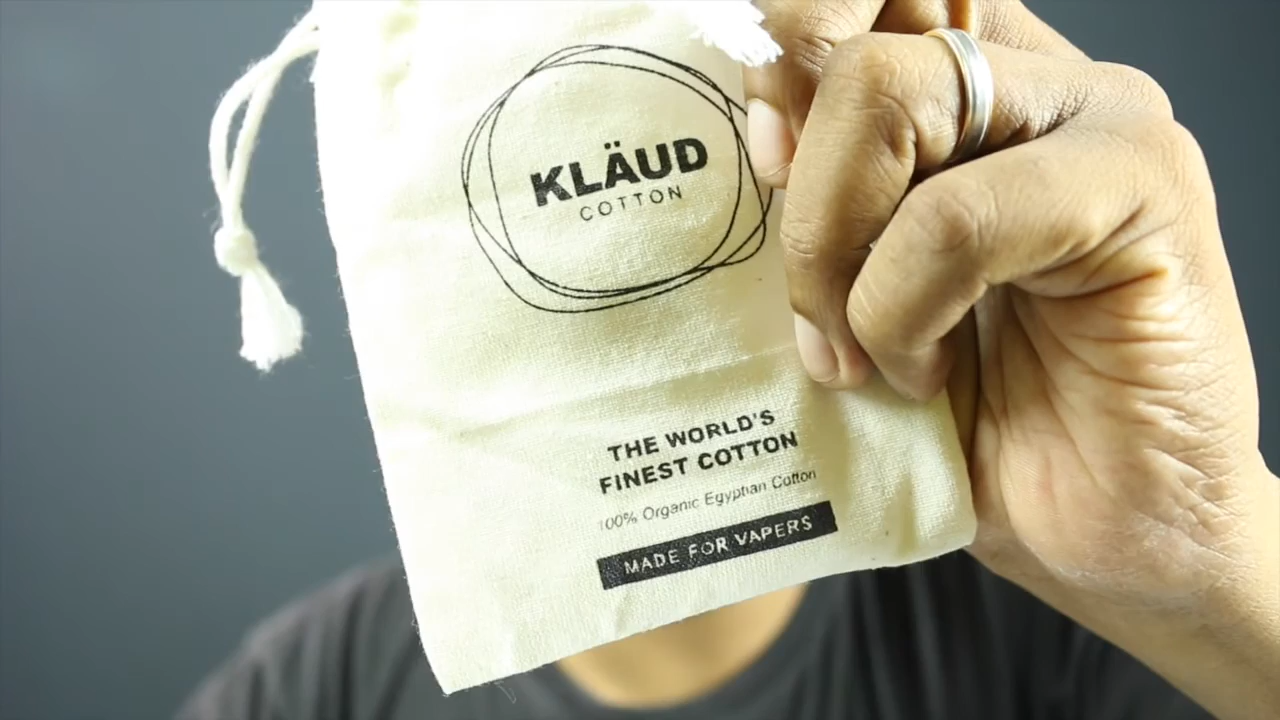 KLÄUD
COTTON
THE WORLD'S
FINEST COTTON
100% Organic Egyptian Cotton
MADE FOR VAPERS